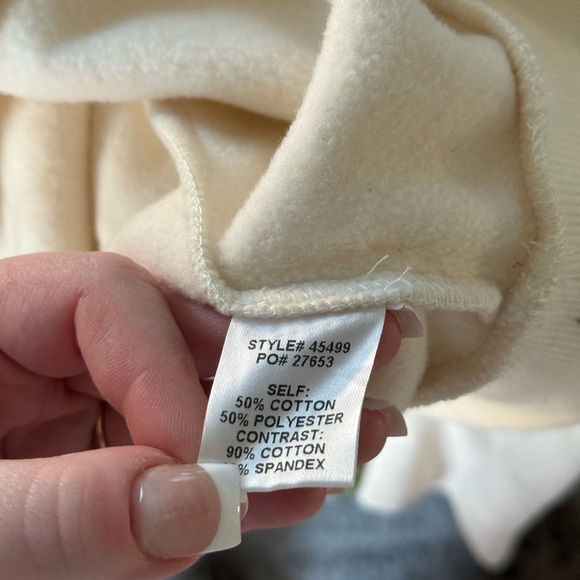 STYLE# 45499
PO# 27653
SELF:
50% COTTON
50% POLYESTER
CONTRAST:
90% COTTON
% SPANDEX